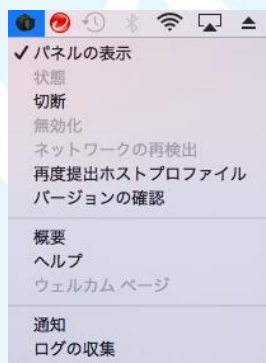 ✓ パネルの表示
状態
切断
無効化
ネットワークの再検出
再度提出ホストプロファイル
バージョンの確認
概要
ヘルプ
ウェルカム ページ
通知
ログの収集